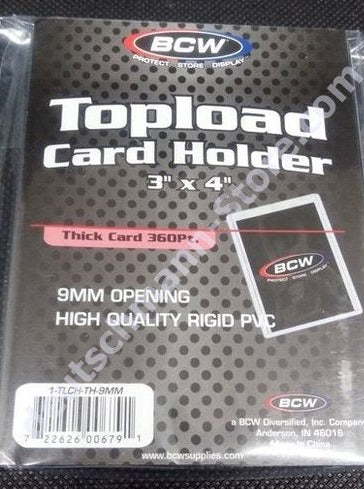 BCW
PROTECT STORE DISPLAY
Topload
Card Holder
3" x 4"
Thick Card 360Pt.
BCW
PROTECT STORE DISPLAY
9MM OPENING
HIGH QUALITY RIGID PVC
1-TLCH-TH-9MM
7 22626 00679 1
www.bcwsupplies.com
BCW
a BCW Diversified, Inc. Company
Anderson, IN 46016
Made in China